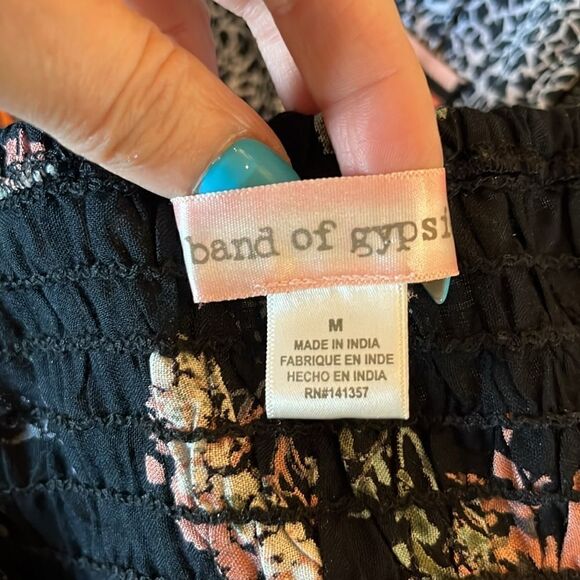 band of gypsi
M
MADE IN INDIA
FABRIQUE EN INDE
HECHO EN INDIA
RN#141357